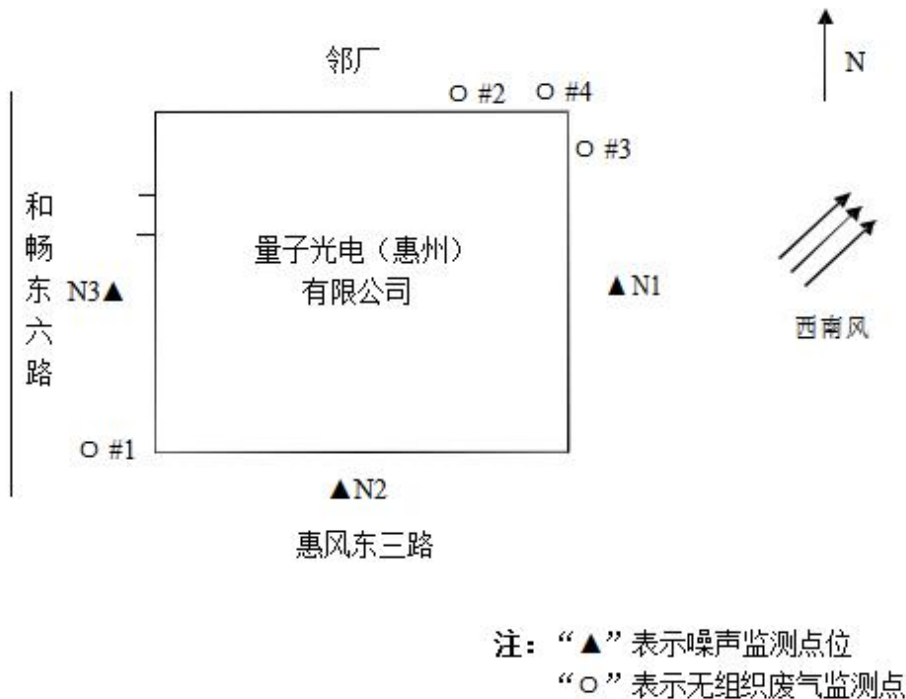 邻厂
N
○ #2
○ #4
○ #3
和畅东六路
量子光电（惠州）
有限公司
N3▲
▲N1
西南风
○ #1
▲N2
惠风东三路
注：“▲”表示噪声监测点位
“○”表示无组织废气监测点